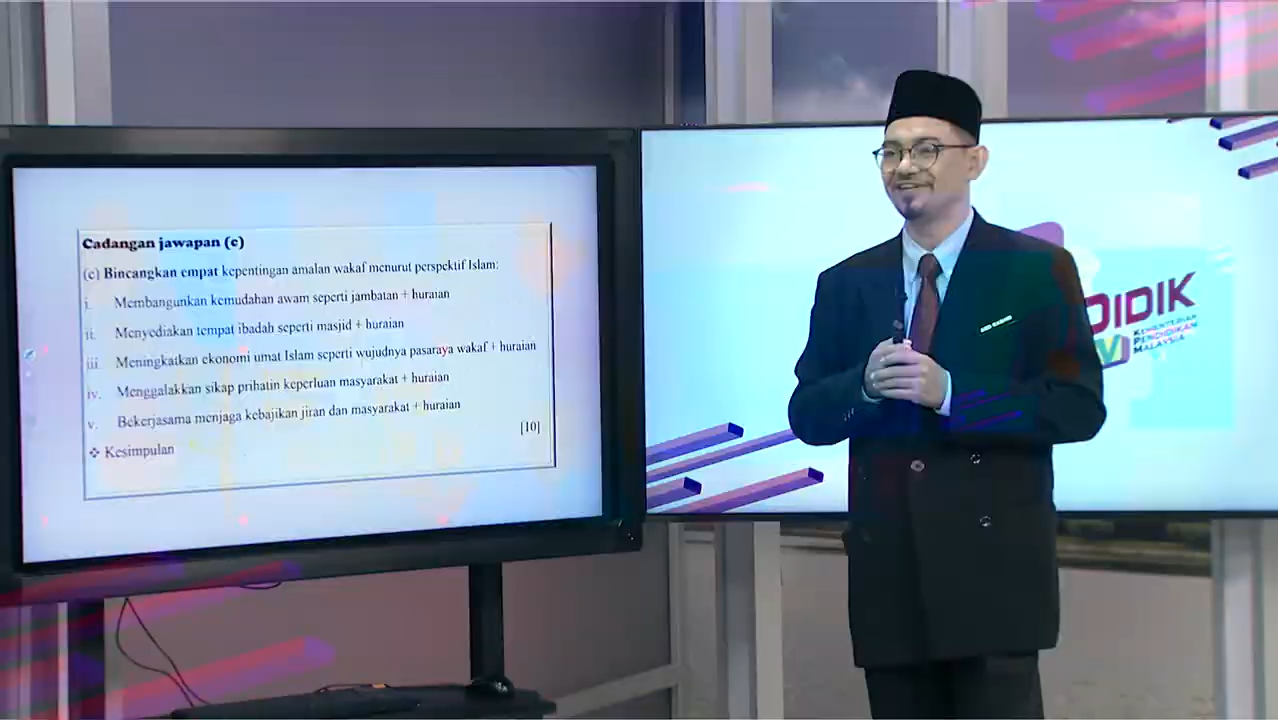 Cadangan jawapan (c)
(c) Bincangkan empat kepentingan amalan wakaf menurut perspektif Islam:
i. Membangunkan kemudahan awam seperti jambatan + huraian
ii. Menyediakan tempat ibadah seperti masjid + huraian
iii. Meningkatkan ekonomi umat Islam seperti wujudnya pasaraya wakaf + huraian
iv. Menggalakkan sikap prihatin keperluan masyarakat + huraian
v. Bekerjasama menjaga kebajikan jiran dan masyarakat + huraian
[10]
❖ Kesimpulan
DIDIK
V
KEMENTERIAN
PENDIDIKAN
MALAYSIA